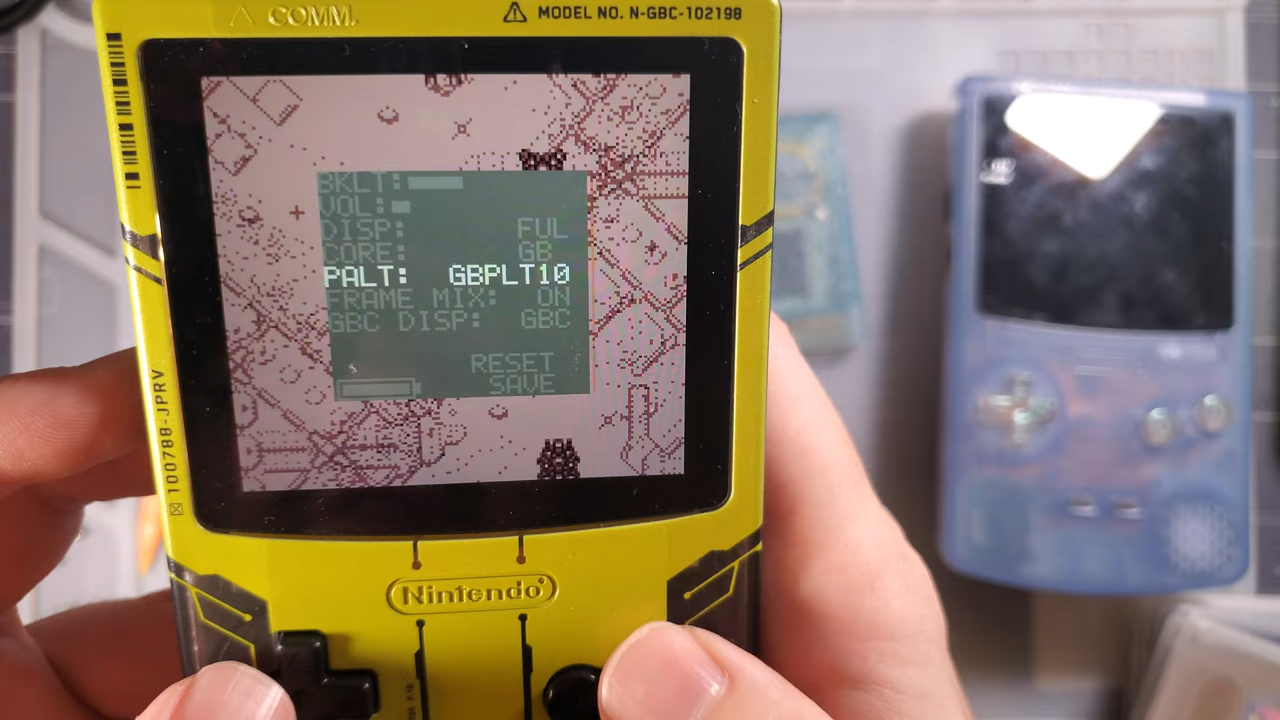 COMM.
MODEL NO. N-GBC-102198
BKLT:
VOL:
DISP: FUL
CORE: GB
PALT: GBPLT10
FRAME MIX: ON
GBC DISP: GBC
RESET
SAVE
100788-JPRV
Nintendo